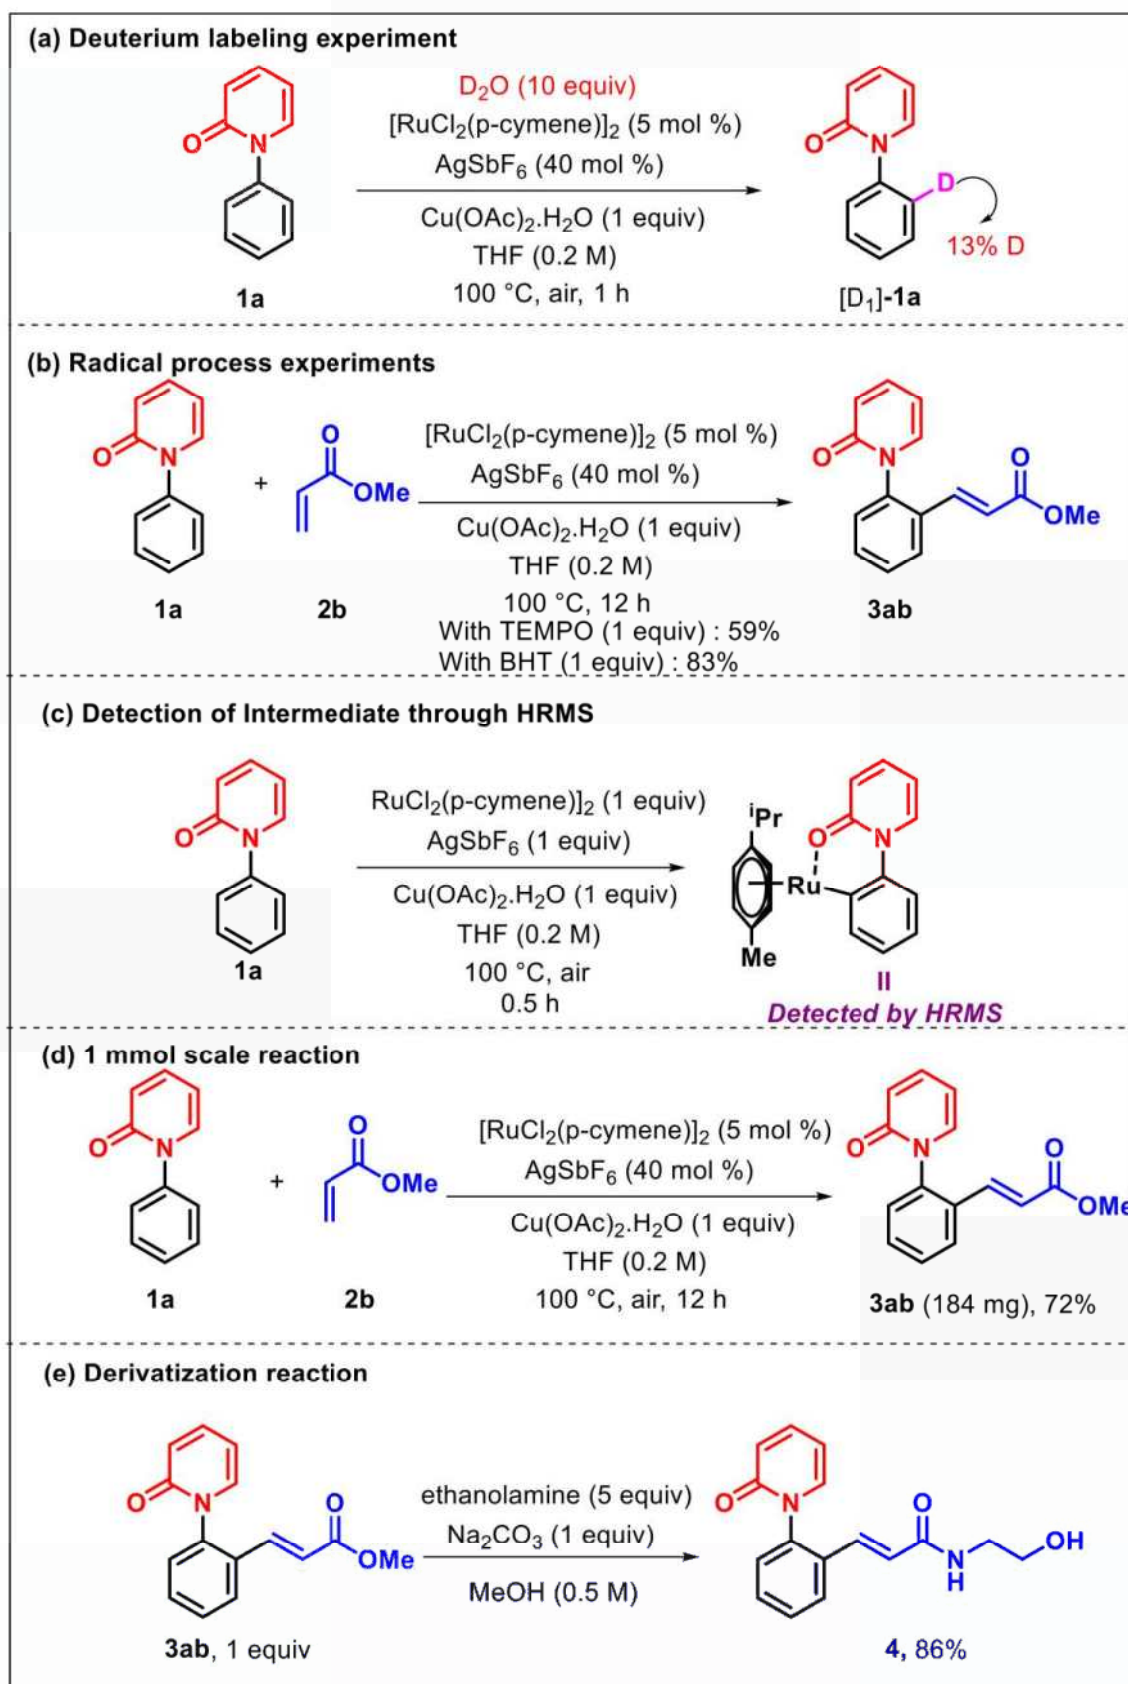 (a) Deuterium labeling experiment
D₂O (10 equiv)
[RuCl₂(p-cymene)]₂ (5 mol %)
AgSbF₆ (40 mol %)
Cu(OAc)₂.H₂O (1 equiv)
THF (0.2 M)
100 °C, air, 1 h
O
N
1a
O
N
D
13% D
[D₁]-1a
(b) Radical process experiments
O
N
1a
+
O
OMe
2b
[RuCl₂(p-cymene)]₂ (5 mol %)
AgSbF₆ (40 mol %)
Cu(OAc)₂.H₂O (1 equiv)
THF (0.2 M)
100 °C, 12 h
With TEMPO (1 equiv) : 59%
With BHT (1 equiv) : 83%
O
N
O
OMe
3ab
(c) Detection of Intermediate through HRMS
O
N
1a
RuCl₂(p-cymene)]₂ (1 equiv)
AgSbF₆ (1 equiv)
Cu(OAc)₂.H₂O (1 equiv)
THF (0.2 M)
100 °C, air
0.5 h
iPr
O
N
Ru
Me
II
Detected by HRMS
(d) 1 mmol scale reaction
O
N
1a
+
O
OMe
2b
[RuCl₂(p-cymene)]₂ (5 mol %)
AgSbF₆ (40 mol %)
Cu(OAc)₂.H₂O (1 equiv)
THF (0.2 M)
100 °C, air, 12 h
O
N
O
OMe
3ab (184 mg), 72%
(e) Derivatization reaction
O
N
O
OMe
3ab, 1 equiv
ethanolamine (5 equiv)
Na₂CO₃ (1 equiv)
MeOH (0.5 M)
O
N
O
N
H
OH
4, 86%